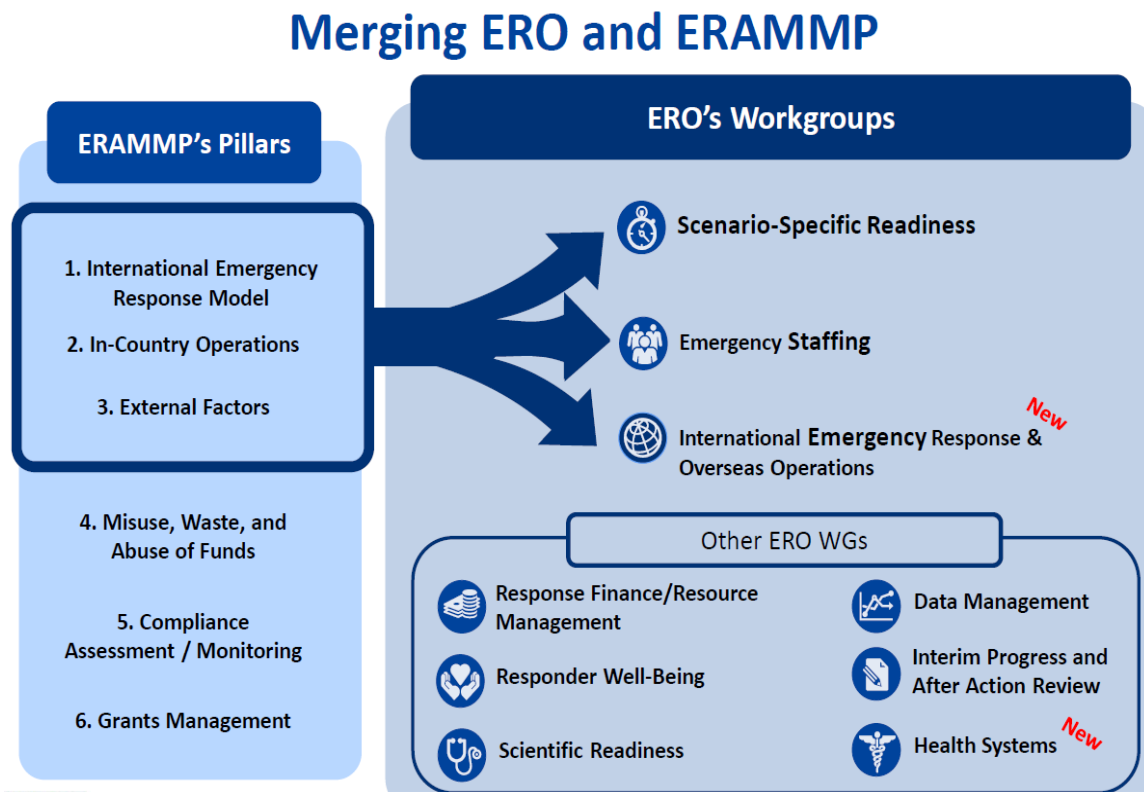 Merging ERO and ERAMMP
ERAMMP's Pillars
1. International Emergency
Response Model
2. In-Country Operations
3. External Factors
4. Misuse, Waste, and
Abuse of Funds
5. Compliance
Assessment / Monitoring
6. Grants Management
ERO's Workgroups
Scenario-Specific Readiness
Emergency Staffing
New
International Emergency Response &
Overseas Operations
Other ERO WGs
Response Finance/Resource
Management
Responder Well-Being
Scientific Readiness
Data Management
Interim Progress and
After Action Review
Health Systems
New